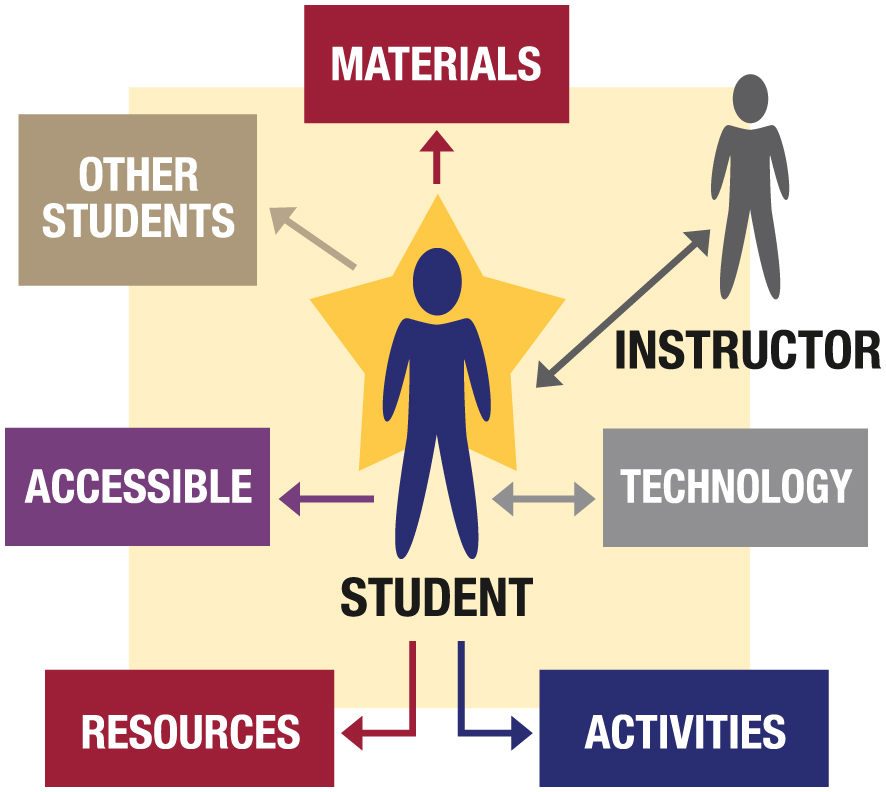 MATERIALS
OTHER
STUDENTS
INSTRUCTOR
ACCESSIBLE
TECHNOLOGY
STUDENT
RESOURCES
ACTIVITIES